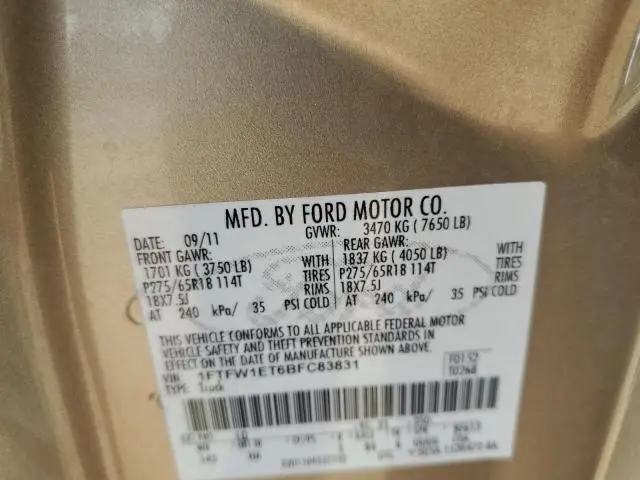 MFD. BY FORD MOTOR CO.
DATE: 09/11 GVWR: 3470 KG ( 7650 LB)
FRONT GAWR: REAR GAWR:
1701 KG ( 3750 LB) WITH 1837 KG ( 4050 LB) WITH
P275/65R18 114T TIRES P275/65R18 114T TIRES
18X7.5J RIMS 18X7.5J RIMS
AT 240 kPa/ 35 PSI COLD AT 240 kPa/ 35 PSI COLD
THIS VEHICLE CONFORMS TO ALL APPLICABLE FEDERAL MOTOR
VEHICLE SAFETY AND THEFT PREVENTION STANDARDS IN
EFFECT ON THE DATE OF MANUFACTURE SHOWN ABOVE.
VIN: 1FTFW1ET6BFC83831 F0152
TYPE: Truck T0268